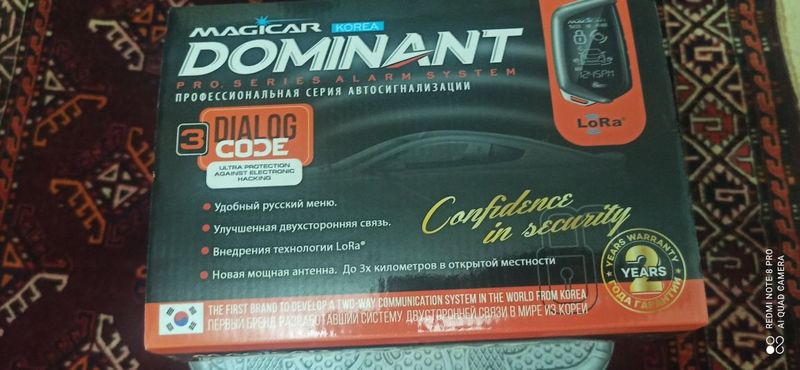 MAGICAR KOREA
DOMINANT
PRO. SERIES ALARM SYSTEM
ПРОФЕССИОНАЛЬНАЯ СЕРИЯ АВТОСИГНАЛИЗАЦИИ
3 DIALOG
CODE
ULTRA PROTECTION
AGAINST ELECTRONIC
HACKING
LoRa®
• Удобный русский меню.
• Улучшенная двухсторонняя связь.
• Внедрения технологии LoRa®
• Новая мощная антенна. До 3х километров в открытой местности
Confidence
in security
YEARS WARRANTY
2
YEARS
ГОДА ГАРАНТИИ
THE FIRST BRAND TO DEVELOP A TWO-WAY COMMUNICATION SYSTEM IN THE WORLD FROM KOREA
ПЕРВЫЙ БРЕНД РАЗРАБОТАВШИЙ СИСТЕМУ ДВУСТОРОННЕЙ СВЯЗИ В МИРЕ ИЗ КОРЕИ
REDMI NOTE 8 PRO
AI QUAD CAMERA